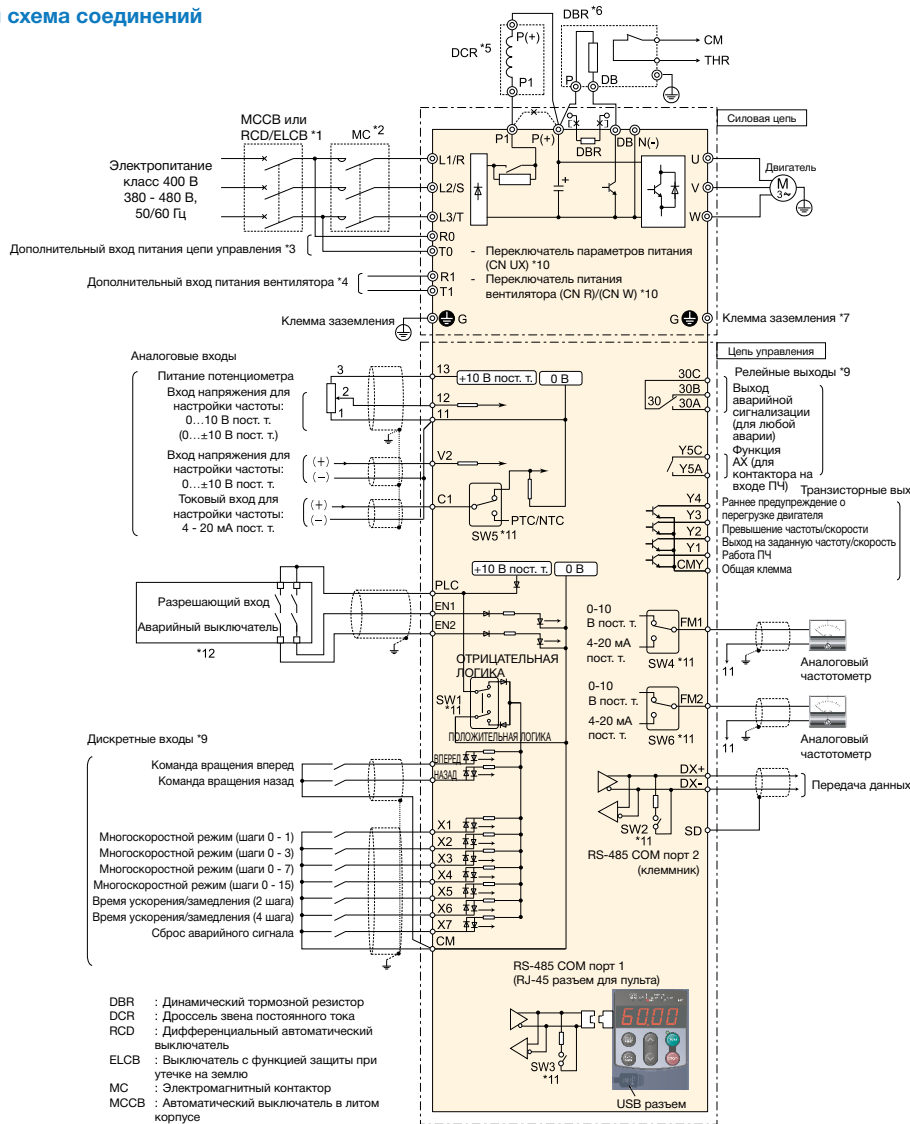 схема соединений
DBR *6
DCR *5
P(+)
P1
CM
THR
P
DB
MCCB или
RCD/ELCB *1
MC *2
Силовая цепь
P1
P(+)
DBR
DB
N(-)
Электропитание
класс 400 В
380 - 480 В,
50/60 Гц
L1/R
L2/S
L3/T
U
V
W
Двигатель
M
3~
R0
T0
Дополнительный вход питания цепи управления *3
- Переключатель параметров питания
(CN UX) *10
Дополнительный вход питания вентилятора *4
R1
T1
- Переключатель питания
вентилятора (CN R)/(CN W) *10
Клемма заземления
G
G
Клемма заземления *7
Аналоговые входы
Цепь управления
Питание потенциометра
Вход напряжения для
настройки частоты:
0…10 В пост. т.
(0…±10 В пост. т.)
3
2
1
13
12
11
+10 В пост. т.
0 В
Вход напряжения для
настройки частоты:
0…±10 В пост. т.
(+)
(−)
V2
Токовый вход для
настройки частоты:
4 - 20 мА пост. т.
(+)
(−)
C1
PTC/NTC
SW5 *11
30C
30B
30A
30
Релейные выходы *9
Выход
аварийной
сигнализации
(для любой
аварии)
Y5C
Y5A
Функция
AX (для
контактора на
входе ПЧ)
Транзисторные вых
Y4
Раннее предупреждение о
перегрузке двигателя
Y3
Превышение частоты/скорости
Y2
Выход на заданную частоту/скорость
Y1
Работа ПЧ
CMY
Общая клемма
Разрешающий вход
Аварийный выключатель
*12
PLC
EN1
EN2
+10 В пост. т.
0 В
ОТРИЦАТЕЛЬНАЯ
ЛОГИКА
SW1
*11
ПОЛОЖИТЕЛЬНАЯ ЛОГИКА
0-10
В пост. т.
4-20 мА
пост. т.
FM1
SW4 *11
11
Аналоговый
частотометр
0-10
В пост. т.
4-20 мА
пост. т.
FM2
SW6 *11
11
Аналоговый
частотометр
Дискретные входы *9
Команда вращения вперед
Команда вращения назад
ВПЕРЕД
НАЗАД
DX+
DX-
Передача данных
SD
SW2
*11
RS-485 COM порт 2
(клеммник)
Многоскоростной режим (шаги 0 - 1)
Многоскоростной режим (шаги 0 - 3)
Многоскоростной режим (шаги 0 - 7)
Многоскоростной режим (шаги 0 - 15)
Время ускорения/замедления (2 шага)
Время ускорения/замедления (4 шага)
Сброс аварийного сигнала
X1
X2
X3
X4
X5
X6
X7
CM
RS-485 COM порт 1
(RJ-45 разъем для пульта)
SW3
*11
60.00
USB разъем
DBR : Динамический тормозной резистор
DCR : Дроссель звена постоянного тока
RCD : Дифференциальный автоматический
выключатель
ELCB : Выключатель с функцией защиты при
утечке на землю
MC : Электромагнитный контактор
MCCB : Автоматический выключатель в литом
корпусе